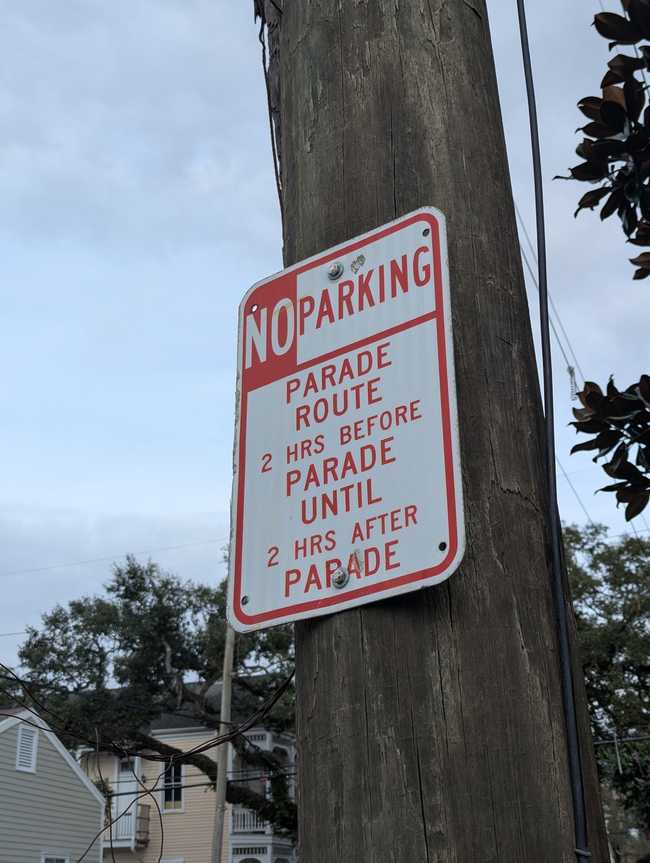 NO PARKING
PARADE
ROUTE
2 HRS BEFORE
PARADE
UNTIL
2 HRS AFTER
PARADE